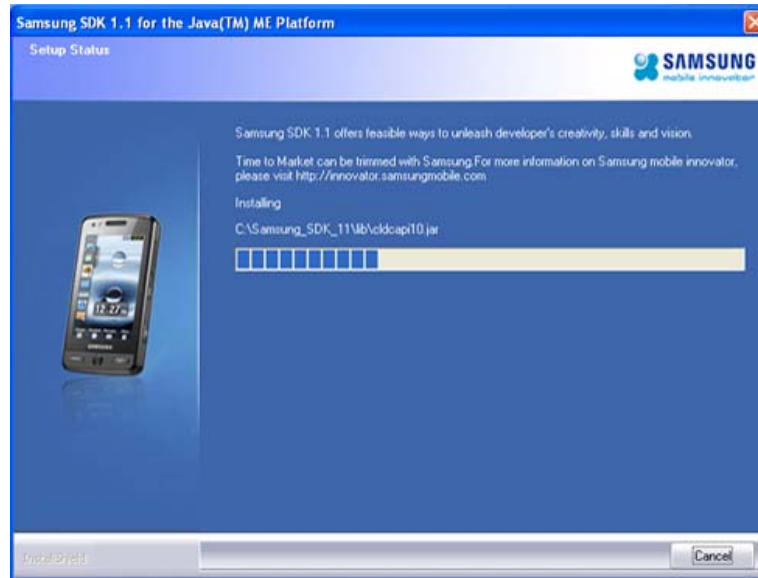 Samsung SDK 1.1 for the Java(TM) ME Platform
Setup Status
SAMSUNG
mobile innovator
Samsung SDK 1.1 offers feasible ways to unleash developer's creativity, skills and vision.
Time to Market can be trimmed with Samsung.For more information on Samsung mobile innovator,
please visit http://innovator.samsungmobile.com
Installing
C:\Samsung_SDK_11\lib\cldcapi10.jar
12:27
SAMSUNG
InstallShield
Cancel